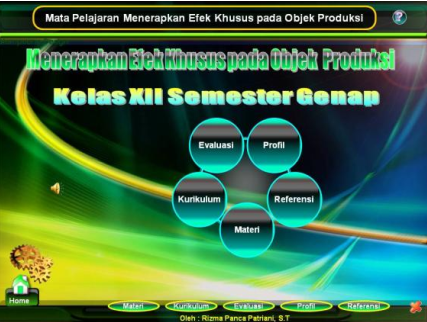 Mata Pelajaran Menerapkan Efek Khusus pada Objek Produksi
?
Menerapkan Efek Khusus pada Objek Produksi
Kelas XII Semester Genap
Evaluasi
Profil
Kurikulum
Referensi
Materi
Home
Materi Kurikulum Evaluasi Profil Referensi
Oleh : Rizma Panca Patriani, S.T